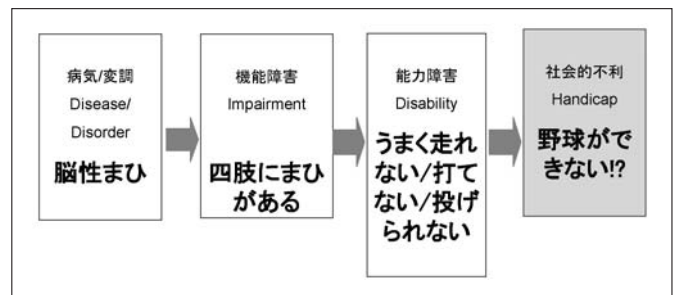 病気/変調
Disease/
Disorder
脳性まひ
機能障害
Impairment
四肢にまひ
がある
能力障害
Disability
うまく走れ
ない/打て
ない/投げ
られない
社会的不利
Handicap
野球がで
きない!?